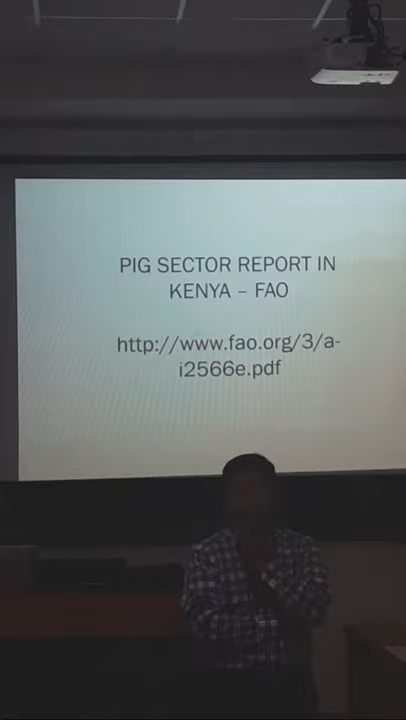 PIG SECTOR REPORT IN
KENYA – FAO
http://www.fao.org/3/a-
i2566e.pdf